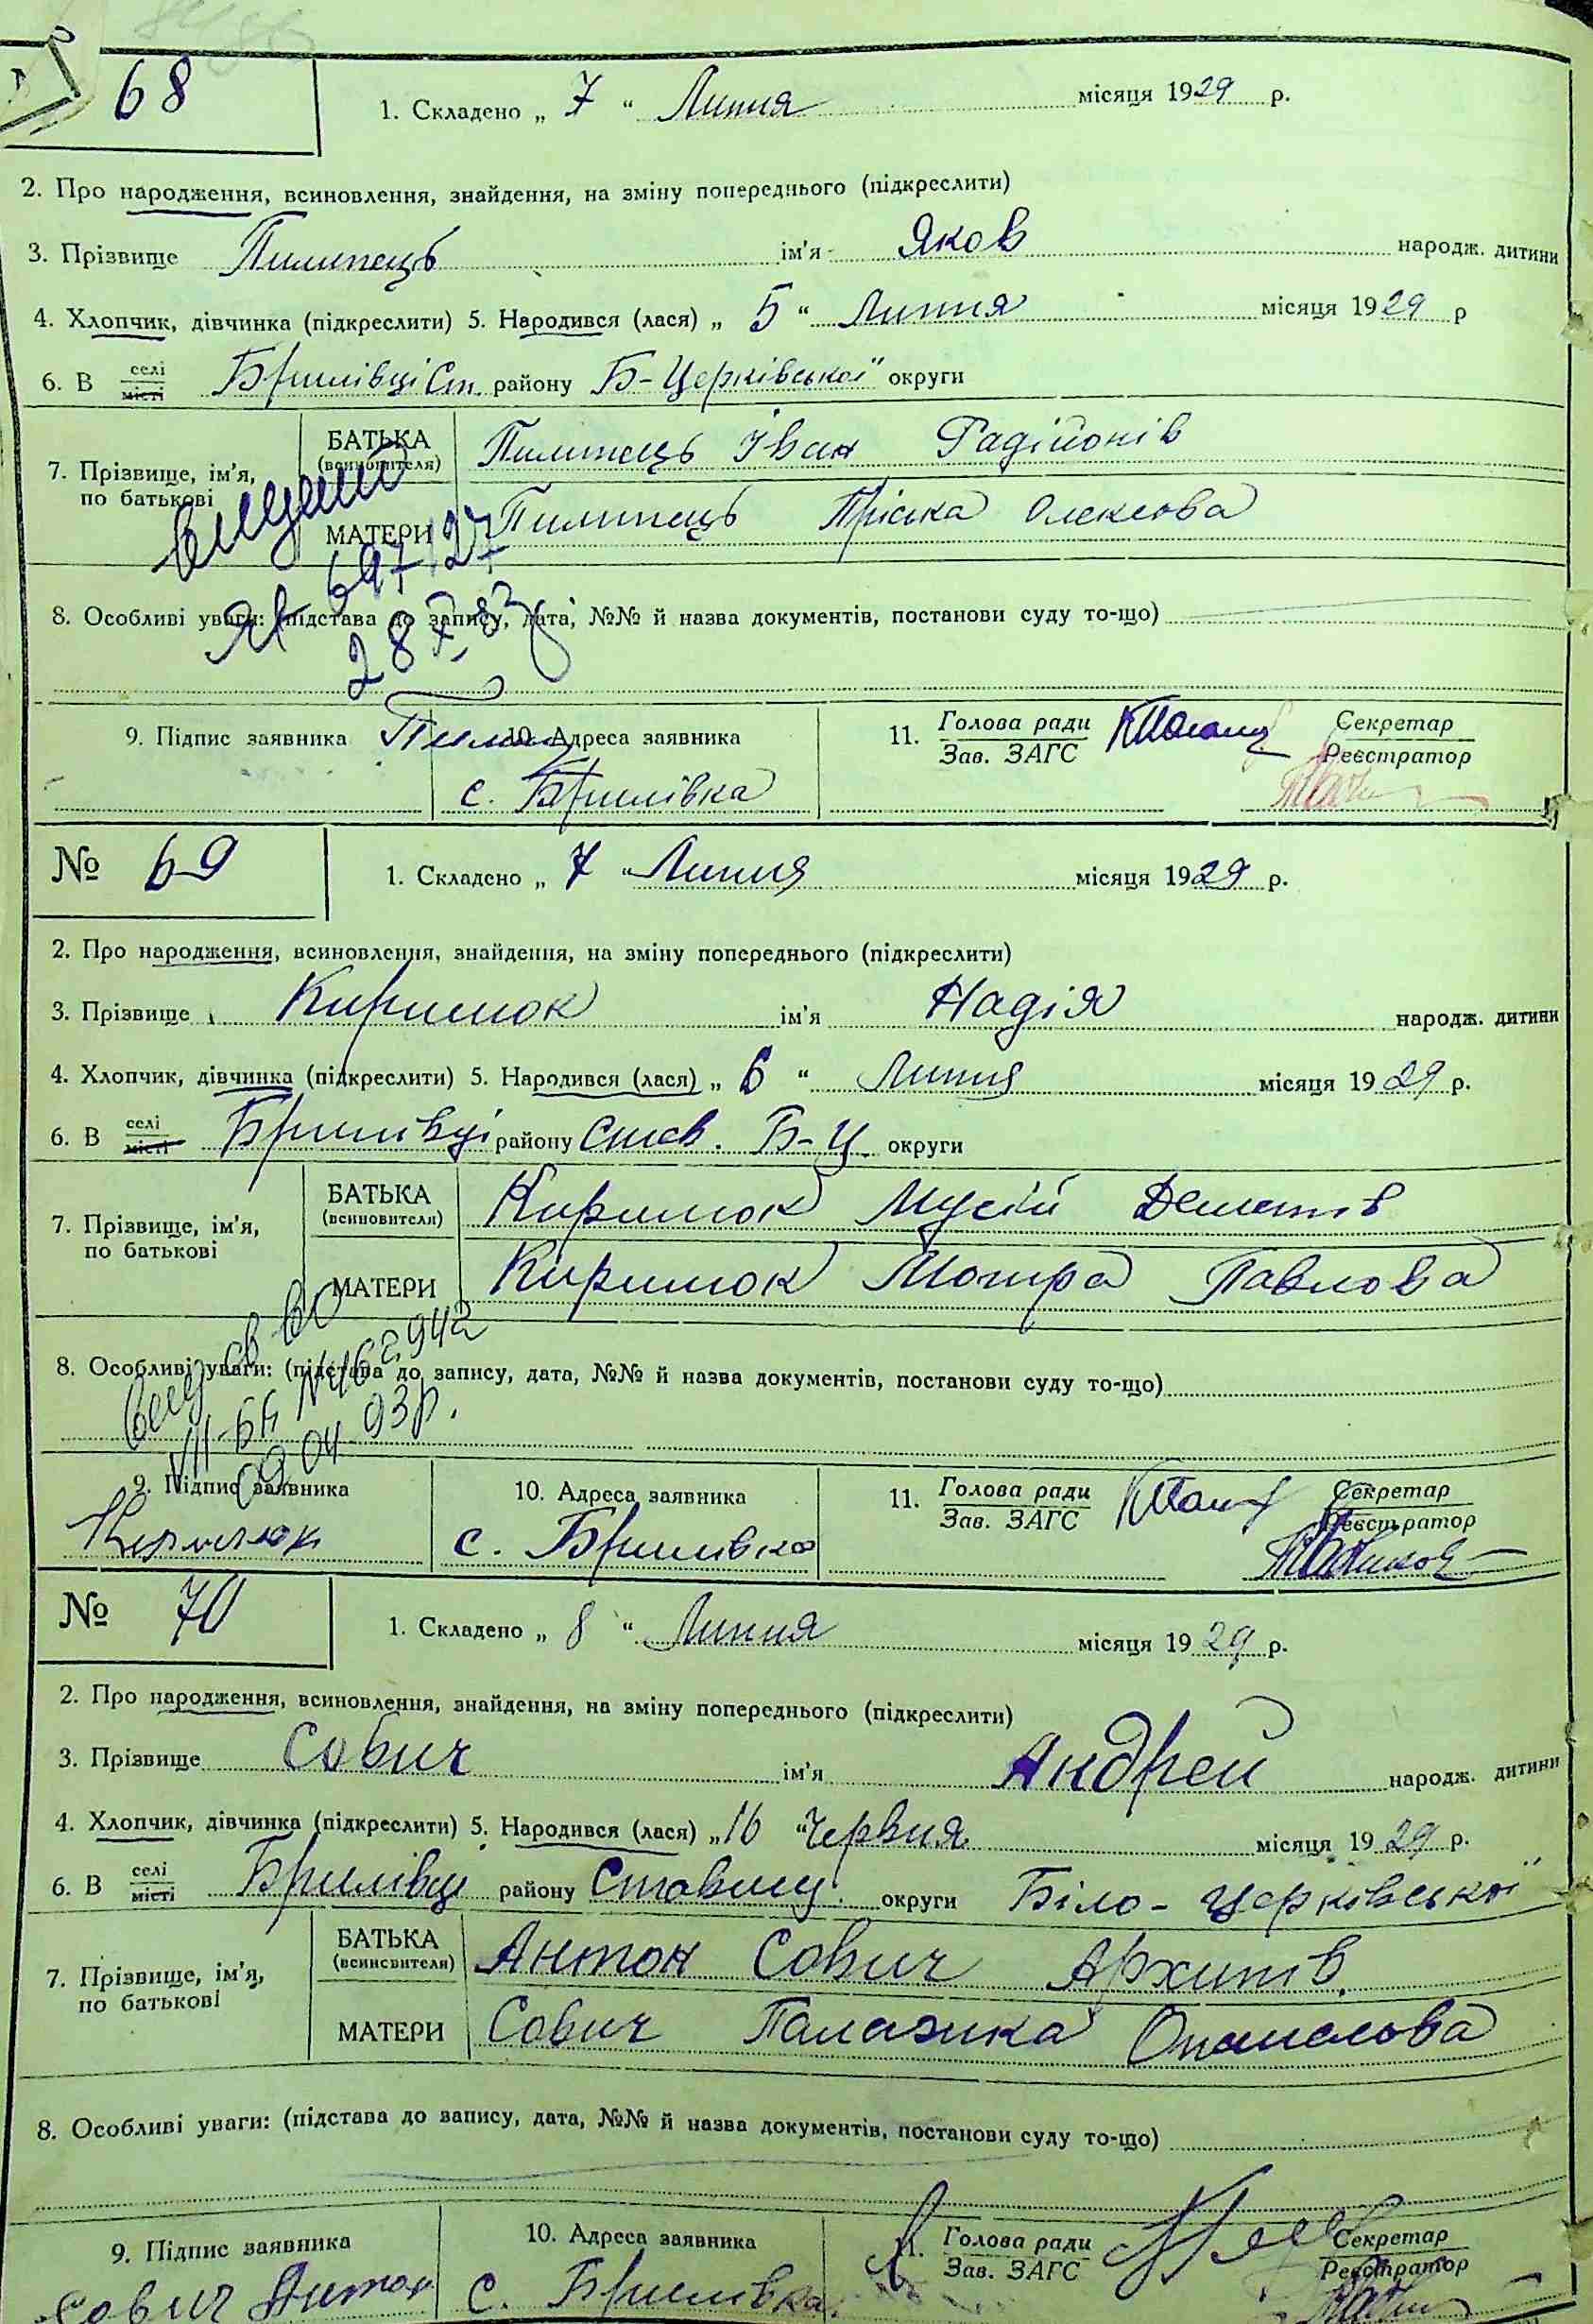 68
1. Складено „ 7 “ Липня місяця 1929 р.
2. Про народження, всиновлення, знайдення, на зміну попереднього (підкреслити)
3. Прізвище Пилипець ім'я Яков народж. дитини
4. Хлопчик, дівчинка (підкреслити) 5. Народився (лася) „ 5 “ Липня місяця 1929 р
6. В селі місті Брилівці Ст. району Б-Церківської округи
7. Прізвище, ім'я, по батькові
БАТЬКА (всиновителя) Пилипець Іван Радійонів
МАТЕРИ Пилипець Пріська Олексова
697/27
8. Особливі уваги: (підстава до запису, дата, №№ й назва документів, постанови суду то-що)
28
9. Підпис заявника 10. Адреса заявника 11. Голова ради Зав. ЗАГС Секретар Реєстратор
с. Брилівка
№ 69
1. Складено „ 7 “ Липня місяця 1929 р.
2. Про народження, всиновлення, знайдення, на зміну попереднього (підкреслити)
3. Прізвище Кирилюк ім'я Надія народж. дитини
4. Хлопчик, дівчинка (підкреслити) 5. Народився (лася) „ 6 “ Липня місяця 1929 р.
6. В селі місті Брилівці району Б-Ц. округи
7. Прізвище, ім'я, по батькові
БАТЬКА (всиновителя) Кирилюк Мусій
МАТЕРИ Кирилюк Мотря Павлова
8. Особливі уваги: (підстава до запису, дата, №№ й назва документів, постанови суду то-що)
04 93р.
9. Підпис заявника 10. Адреса заявника 11. Голова ради Зав. ЗАГС Секретар Реєстратор
Кирилюк с. Брилівка
№ 70
1. Складено „ 8 “ Липня місяця 1929 р.
2. Про народження, всиновлення, знайдення, на зміну попереднього (підкреслити)
3. Прізвище Сович ім'я Андрей народж. дитини
4. Хлопчик, дівчинка (підкреслити) 5. Народився (лася) „ 16 “ Червня місяця 1929 р.
6. В селі місті Брилівці району Ставищ. округи Біло-Церківської
7. Прізвище, ім'я, по батькові
БАТЬКА (всиновителя) Антон Сович Архипів
МАТЕРИ Сович Палажка Опанасова
8. Особливі уваги: (підстава до запису, дата, №№ й назва документів, постанови суду то-що)
9. Підпис заявника 10. Адреса заявника 11. Голова ради Зав. ЗАГС Секретар Реєстратор
Сович Антон с. Брилівка